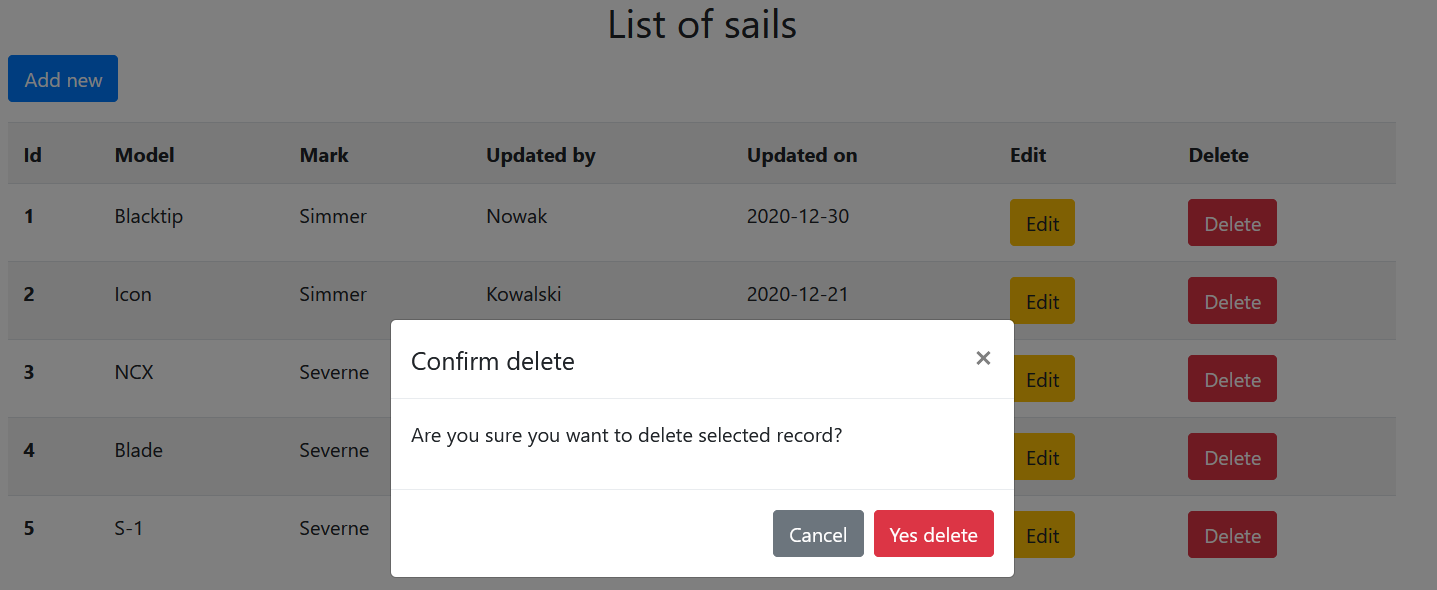 List of sails
Add new
Id Model Mark Updated by Updated on Edit Delete
1 Blacktip Simmer Nowak 2020-12-30 Edit Delete
2 Icon Simmer Kowalski 2020-12-21 Edit Delete
Confirm delete ×
3 NCX Severne Edit Delete
Are you sure you want to delete selected record?
4 Blade Severne Edit Delete
5 S-1 Severne Edit Delete
Cancel Yes delete